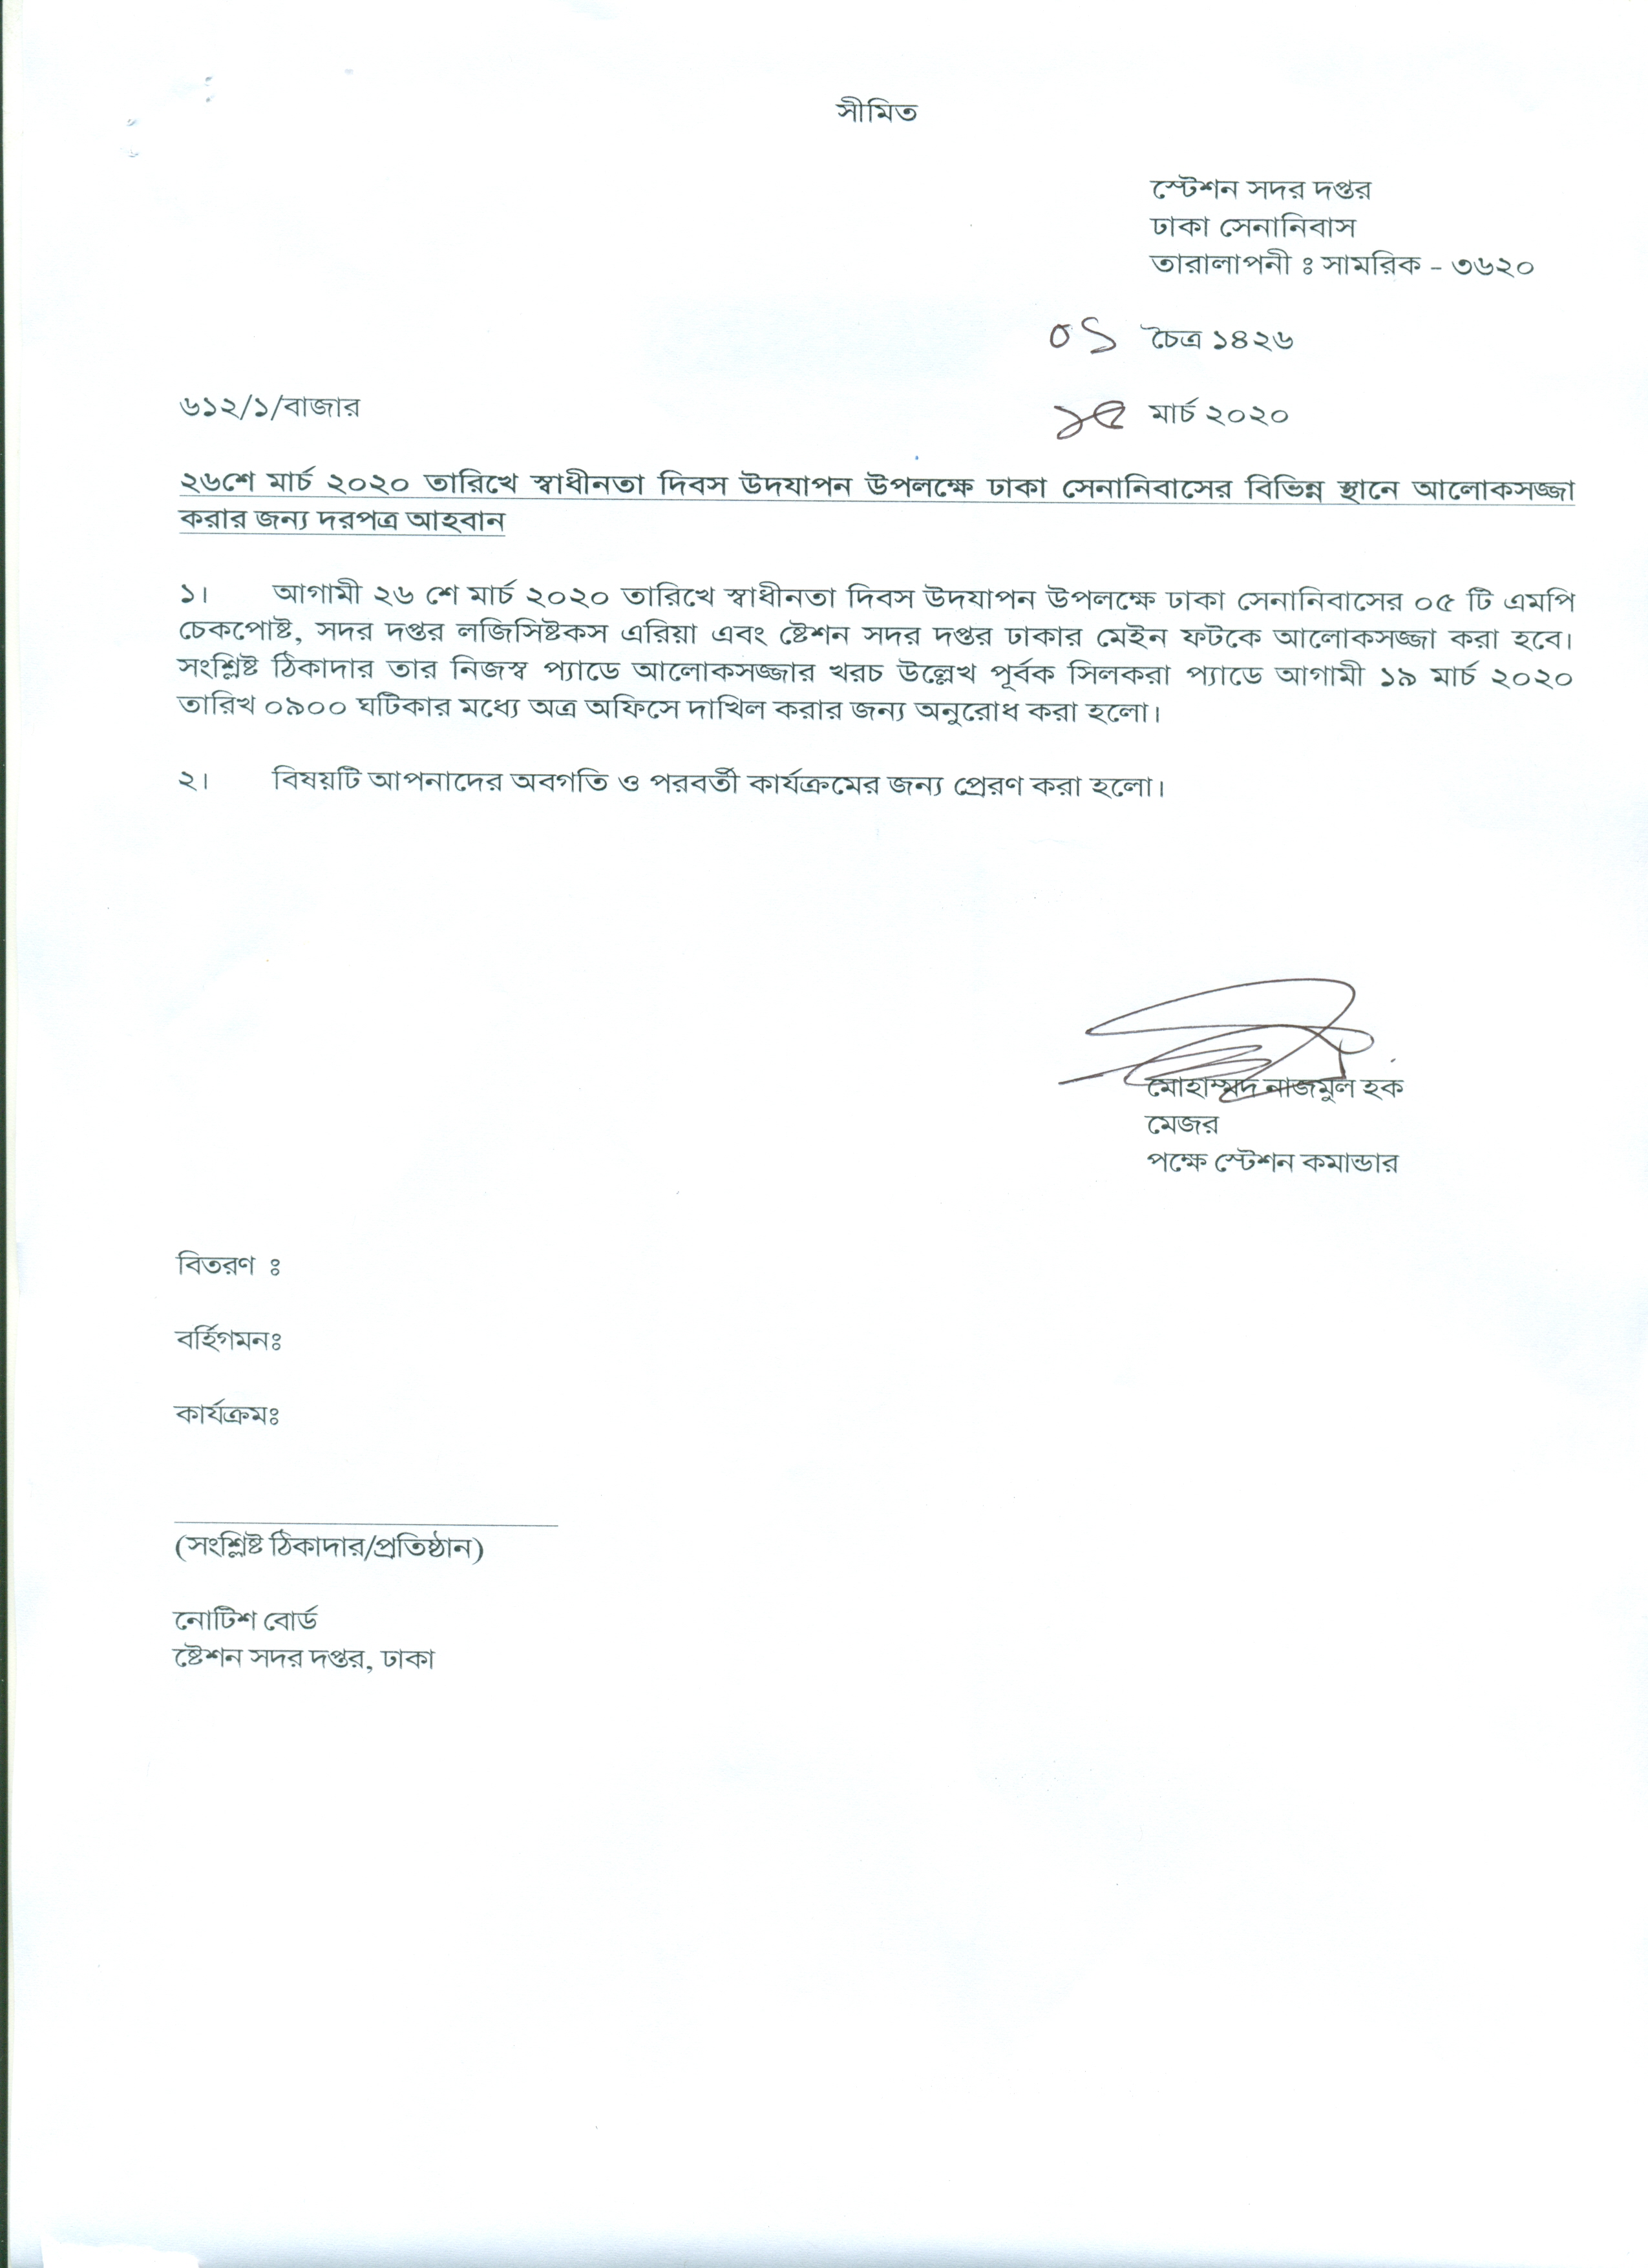 সীমিত
স্টেশন সদর দপ্তর
ঢাকা সেনানিবাস
তারালাপনী ঃ সামরিক - ৩৬২০
০১ চৈত্র ১৪২৬
৬১২/১/বাজার
১৫ মার্চ ২০২০
২৬শে মার্চ ২০২০ তারিখে স্বাধীনতা দিবস উদযাপন উপলক্ষে ঢাকা সেনানিবাসের বিভিন্ন স্থানে আলোকসজ্জা
করার জন্য দরপত্র আহবান
১। আগামী ২৬ শে মার্চ ২০২০ তারিখে স্বাধীনতা দিবস উদযাপন উপলক্ষে ঢাকা সেনানিবাসের ০৫ টি এমপি
চেকপোষ্ট, সদর দপ্তর লজিসিষ্টকস এরিয়া এবং ষ্টেশন সদর দপ্তর ঢাকার মেইন ফটকে আলোকসজ্জা করা হবে।
সংশ্লিষ্ট ঠিকাদার তার নিজস্ব প্যাডে আলোকসজ্জার খরচ উল্লেখ পূর্বক সিলকরা প্যাডে আগামী ১৯ মার্চ ২০২০
তারিখ ০৯০০ ঘটিকার মধ্যে অত্র অফিসে দাখিল করার জন্য অনুরোধ করা হলো।
২। বিষয়টি আপনাদের অবগতি ও পরবর্তী কার্যক্রমের জন্য প্রেরণ করা হলো।
মোহাম্মদ নাজমুল হক
মেজর
পক্ষে স্টেশন কমান্ডার
বিতরণ ঃ
বর্হিগমনঃ
কার্যক্রমঃ
(সংশ্লিষ্ট ঠিকাদার/প্রতিষ্ঠান)
নোটিশ বোর্ড
ষ্টেশন সদর দপ্তর, ঢাকা